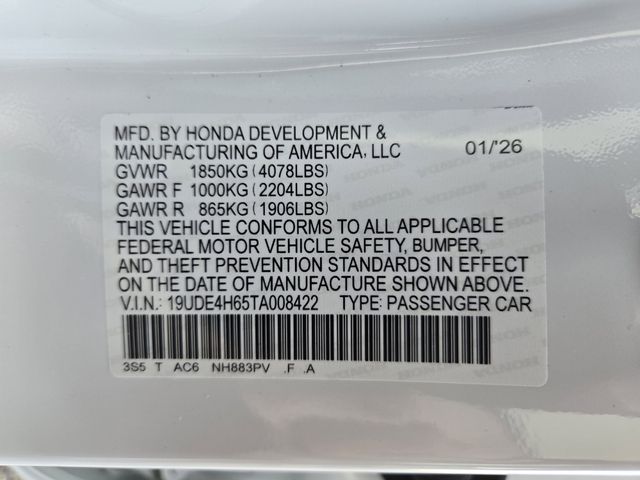 MFD. BY HONDA DEVELOPMENT &
MANUFACTURING OF AMERICA, LLC 01/'26
GVWR 1850KG (4078LBS)
GAWR F 1000KG (2204LBS)
GAWR R 865KG (1906LBS)
THIS VEHICLE CONFORMS TO ALL APPLICABLE
FEDERAL MOTOR VEHICLE SAFETY, BUMPER,
AND THEFT PREVENTION STANDARDS IN EFFECT
ON THE DATE OF MANUFACTURE SHOWN ABOVE.
V.I.N.: 19UDE4H65TA008422 TYPE: PASSENGER CAR
3S5 T AC6 NH883PV .F .A